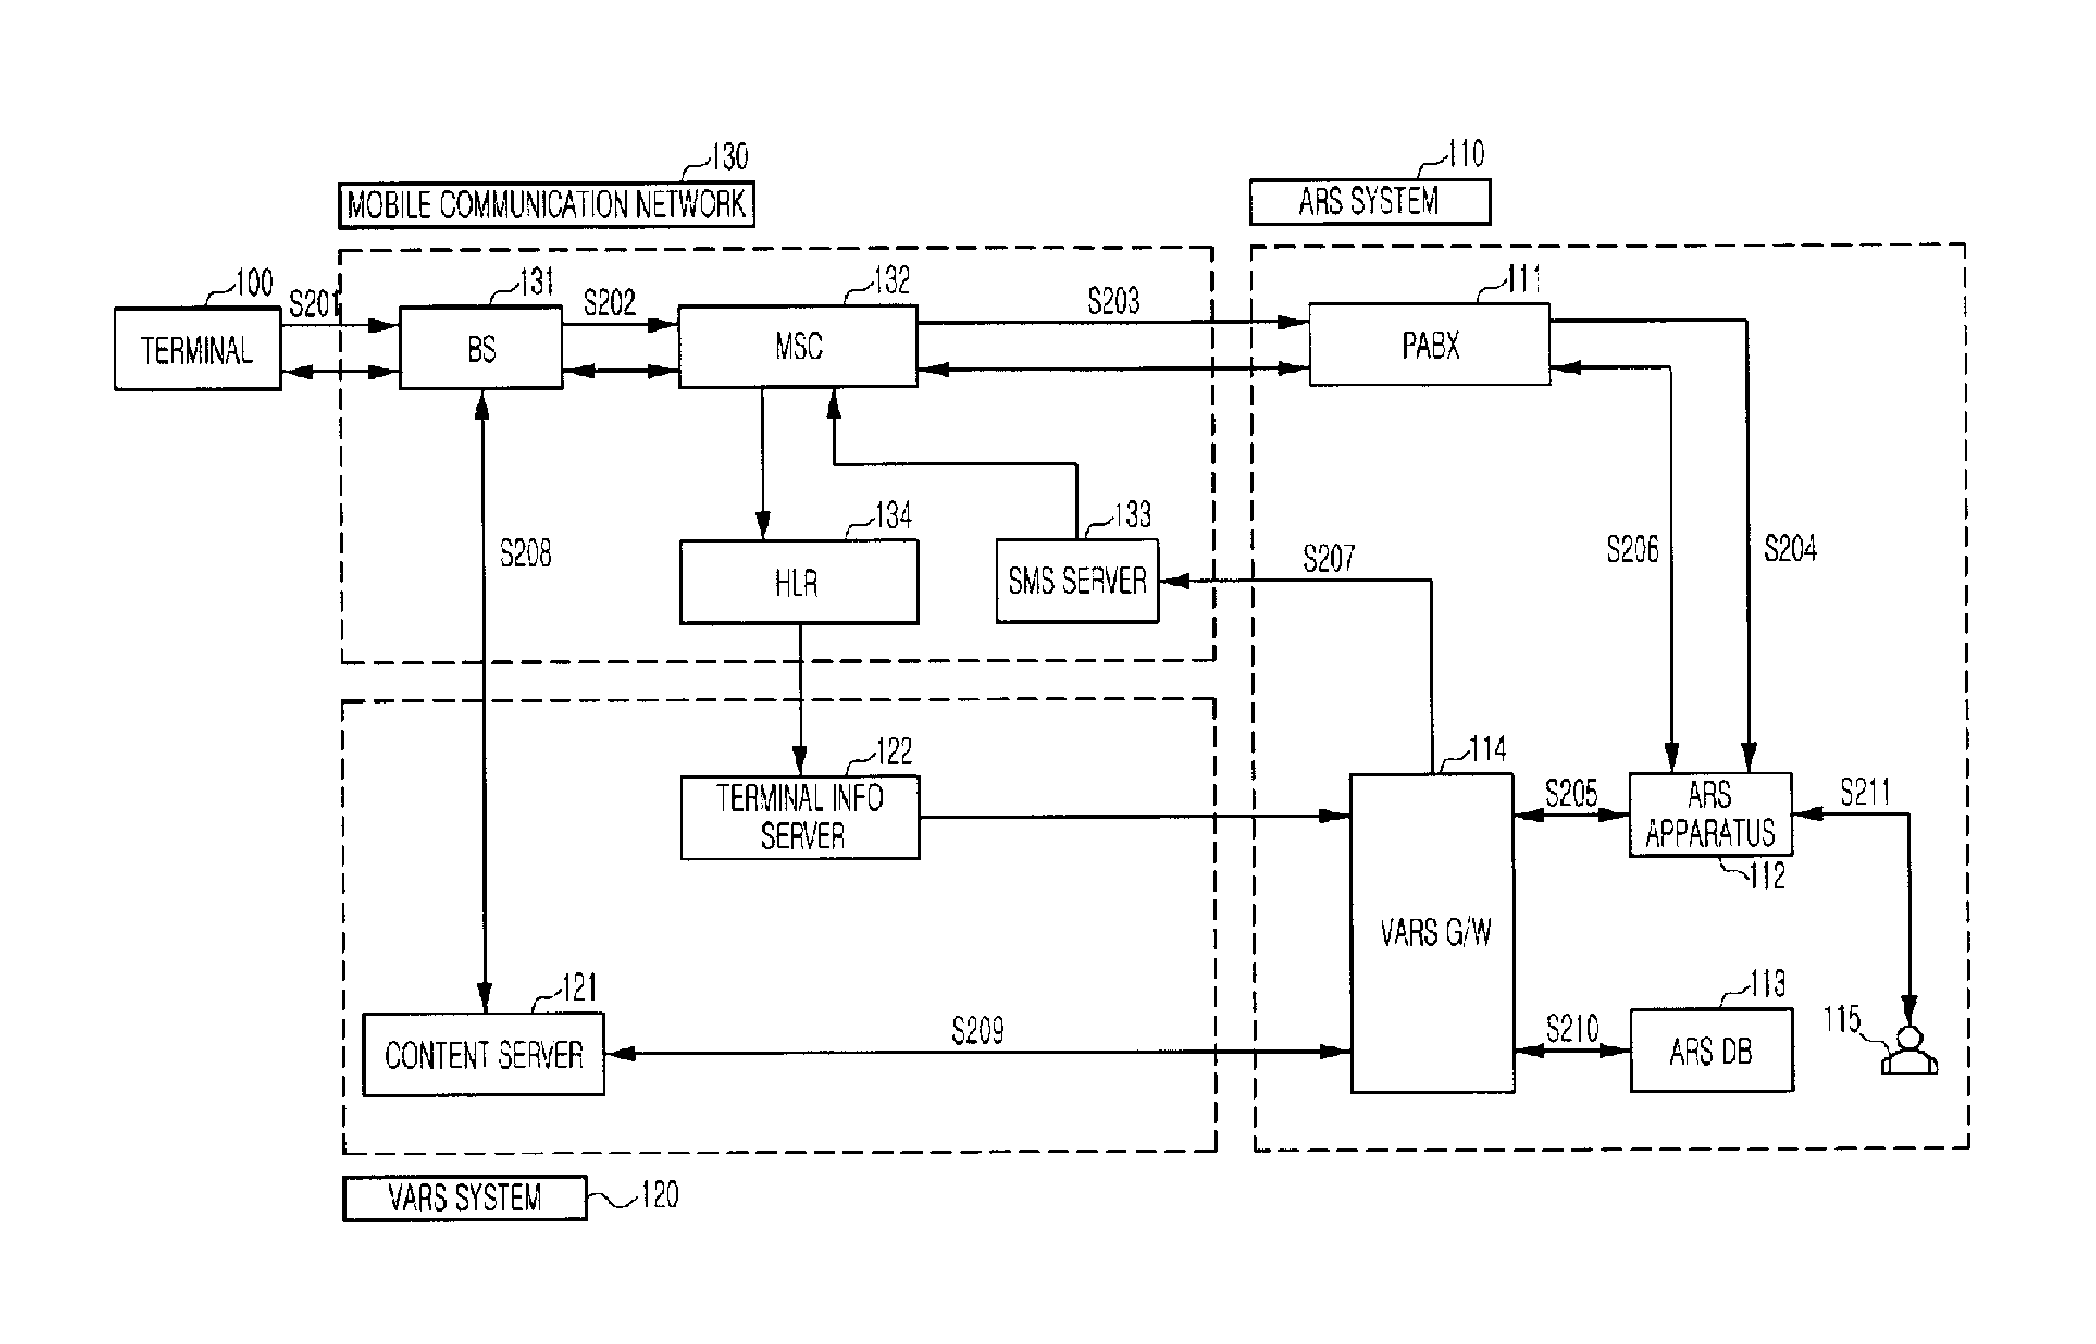 130
MOBILE COMMUNICATION NETWORK
110
ARS SYSTEM
100
S201
131
S202
132
S203
111
TERMINAL
BS
MSC
PABX
134
133
S208
HLR
SMS SERVER
S207
S206
S204
122
114
TERMINAL INFO
SERVER
S205
ARS
APPARATUS
S211
112
VARS G/W
121
113
CONTENT SERVER
S209
S210
ARS DB
115
VARS SYSTEM
120